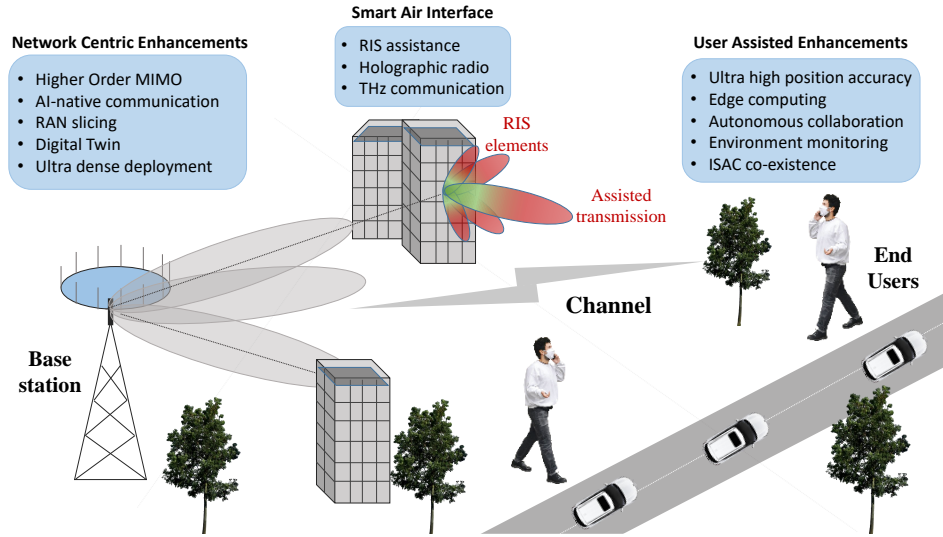 Smart Air Interface
• RIS assistance
• Holographic radio
• THz communication
Network Centric Enhancements
• Higher Order MIMO
• AI-native communication
• RAN slicing
• Digital Twin
• Ultra dense deployment
User Assisted Enhancements
• Ultra high position accuracy
• Edge computing
• Autonomous collaboration
• Environment monitoring
• ISAC co-existence
RIS
elements
Assisted
transmission
End
Users
Channel
Base
station